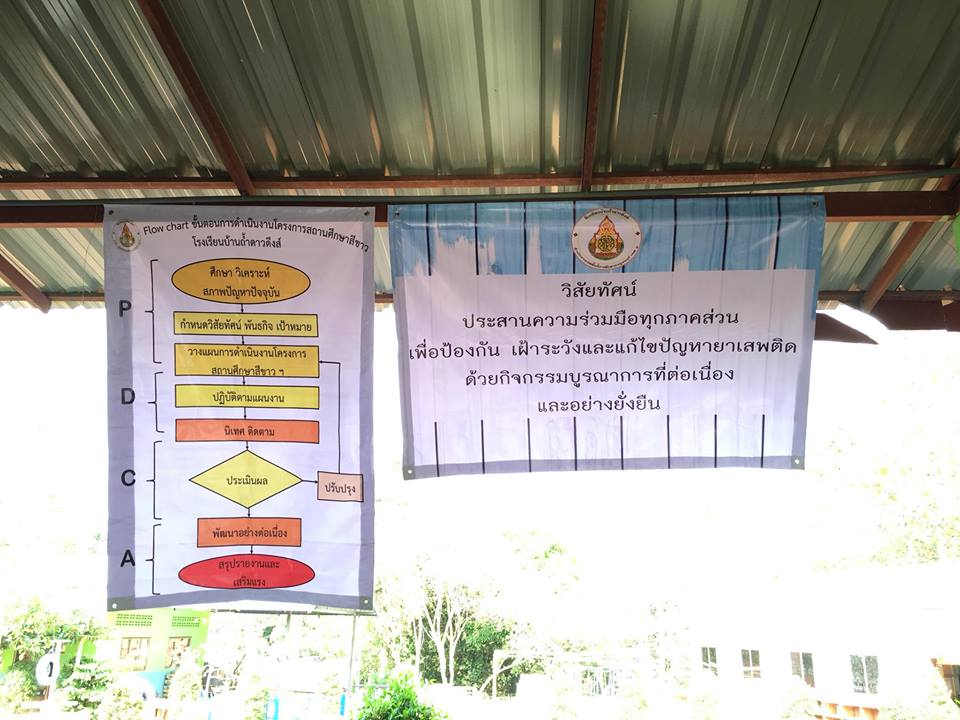 Flow chart ขั้นตอนการดำเนินงานโครงการสถานศึกษาสีขาว
โรงเรียนบ้านถ้ำดาวดึงส์
P
ศึกษา วิเคราะห์
สภาพปัญหาปัจจุบัน
กำหนดวิสัยทัศน์ พันธกิจ เป้าหมาย
วางแผนการดำเนินงานโครงการ
สถานศึกษาสีขาว ฯ
D
ปฏิบัติตามแผนงาน
นิเทศ ติดตาม
C
ประเมินผล
ปรับปรุง
A
พัฒนาอย่างต่อเนื่อง
สรุปรายงานและ
เสริมแรง
วิสัยทัศน์
ประสานความร่วมมือทุกภาคส่วน
เพื่อป้องกัน เฝ้าระวังและแก้ไขปัญหายาเสพติด
ด้วยกิจกรรมบูรณาการที่ต่อเนื่อง
และอย่างยั่งยืน